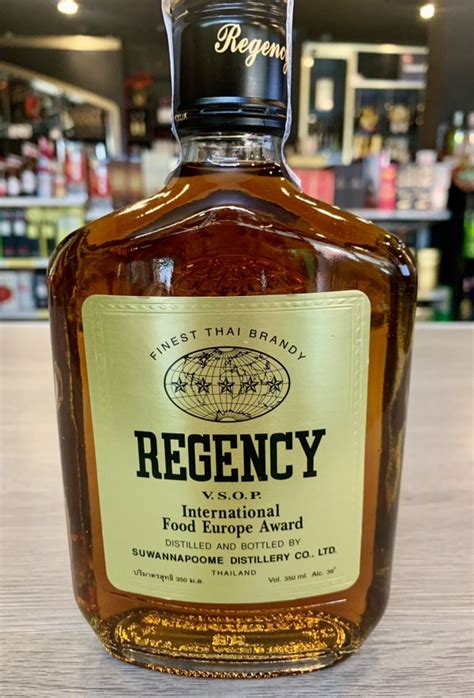 Regency
FINEST THAI BRANDY
REGENCY
V.S.O.P.
International
Food Europe Award
DISTILLED AND BOTTLED BY
SUWANNAPOOME DISTILLERY CO., LTD.
THAILAND
ปริมาตรสุทธิ 350 ม.ล. Vol. 350 ml. Alc. 38°